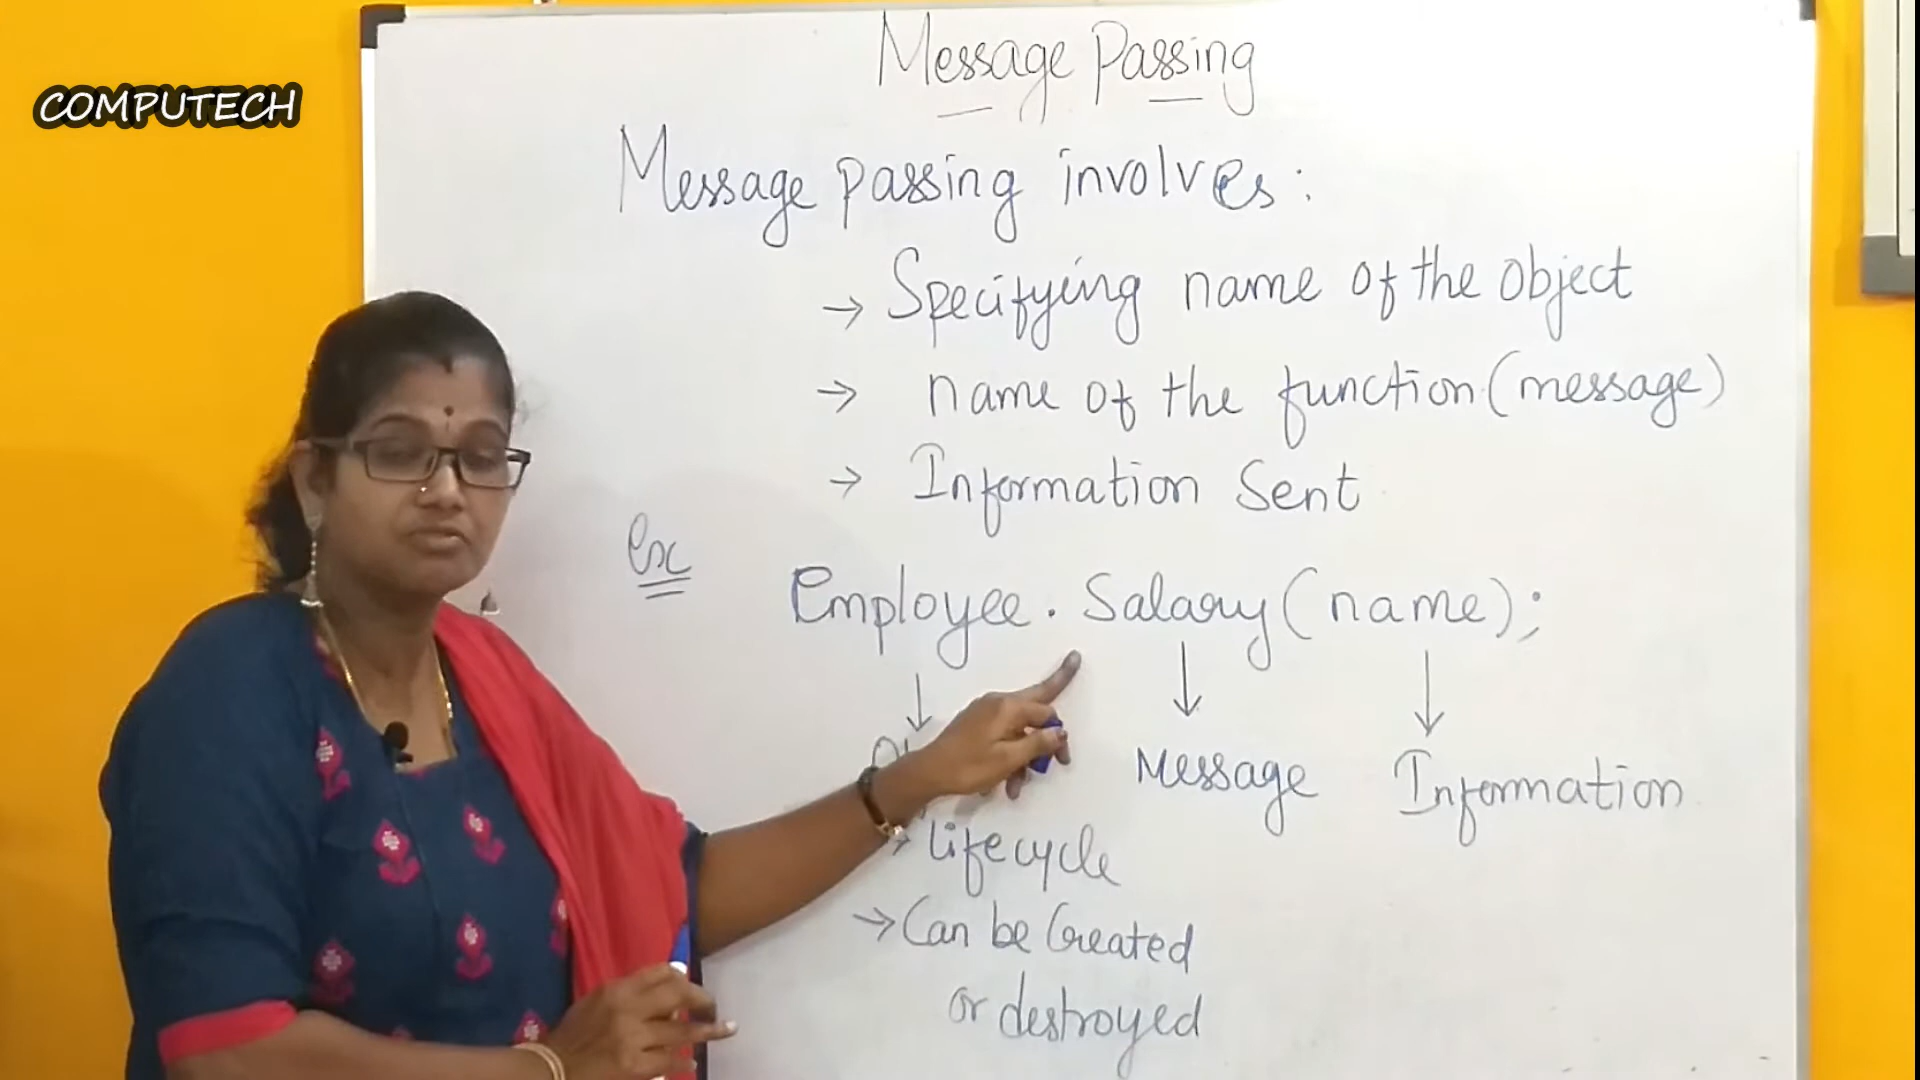 COMPUTECH
Message Passing
Message passing involves:
→ Specifying name of the object
→ name of the function (message)
→ Information Sent
ex
Employee. Salary (name);
Message Information
→ lifecycle
→ Can be Created
or destroyed